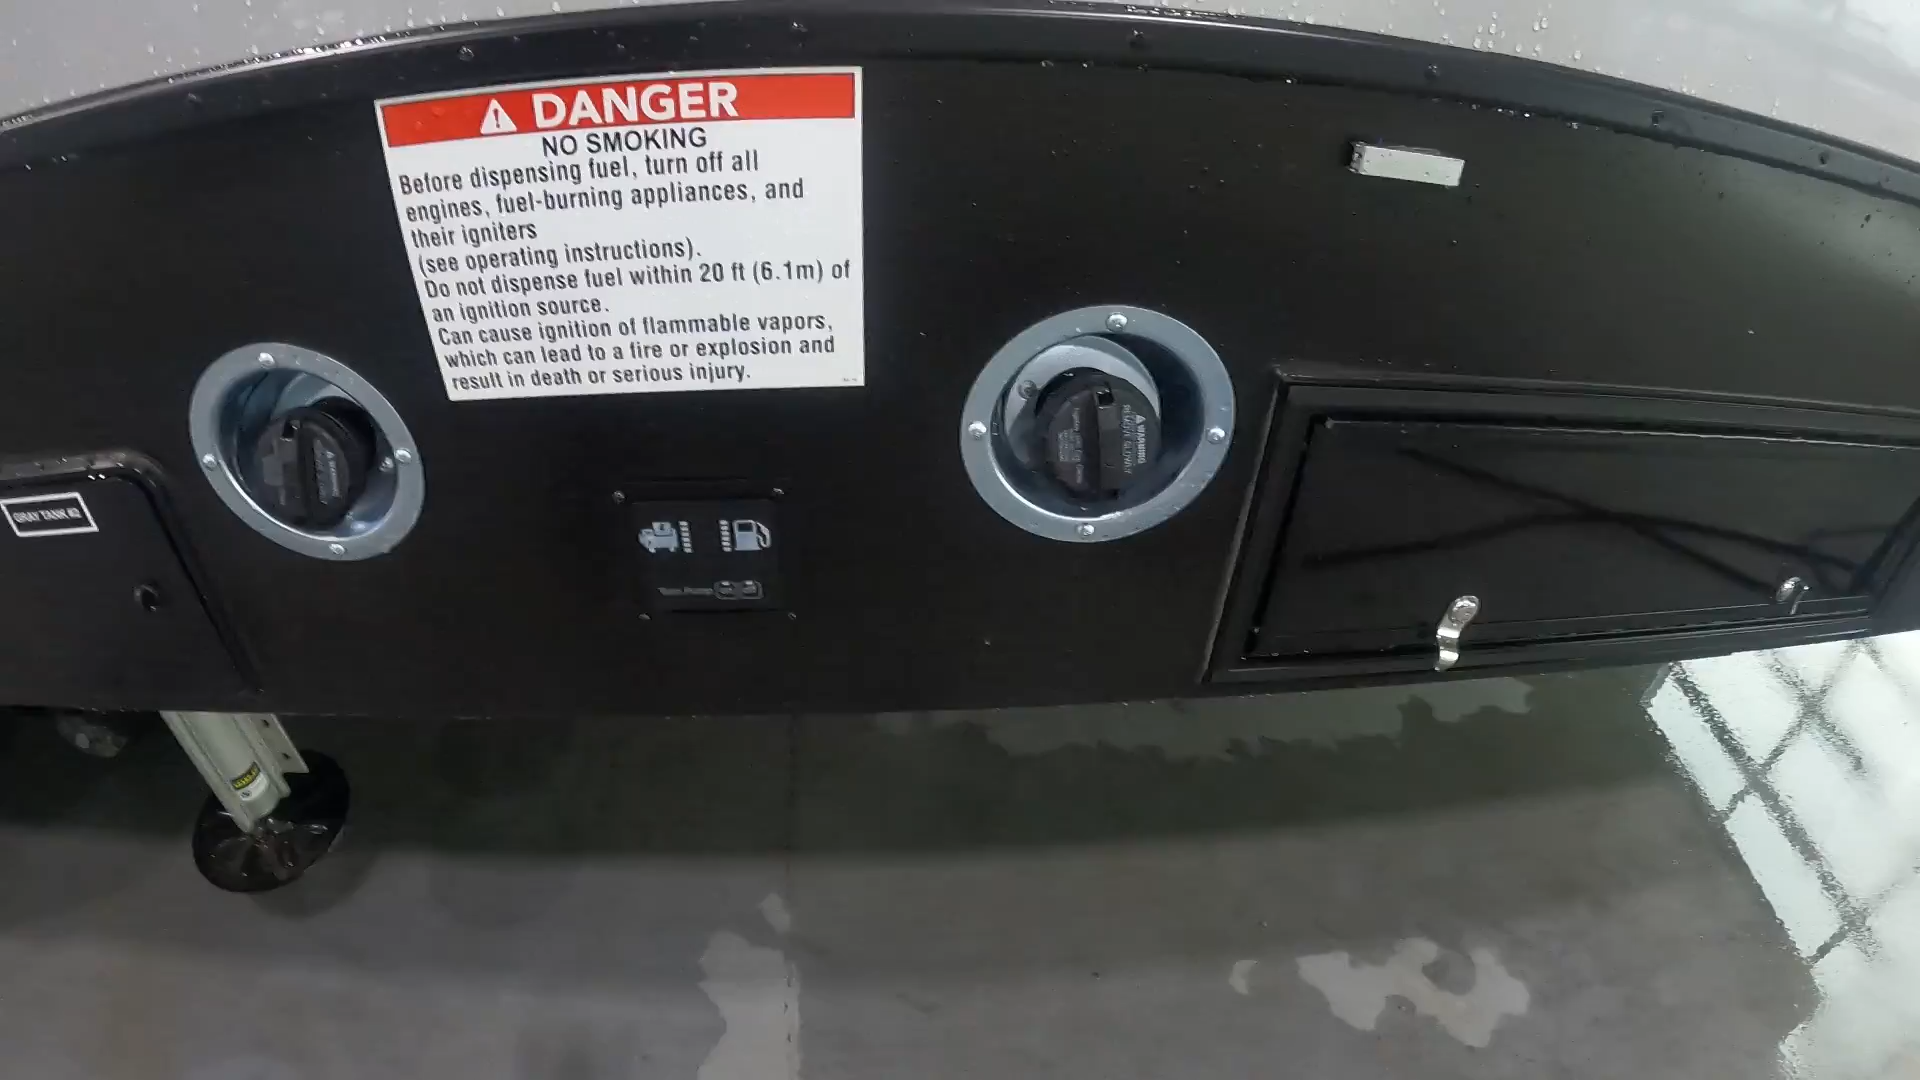 DANGER
NO SMOKING
Before dispensing fuel, turn off all
engines, fuel-burning appliances, and
their igniters
(see operating instructions).
Do not dispense fuel within 20 ft (6.1m) of
an ignition source.
Can cause ignition of flammable vapors,
which can lead to a fire or explosion and
result in death or serious injury.
WARNING
GRAY TANK #2